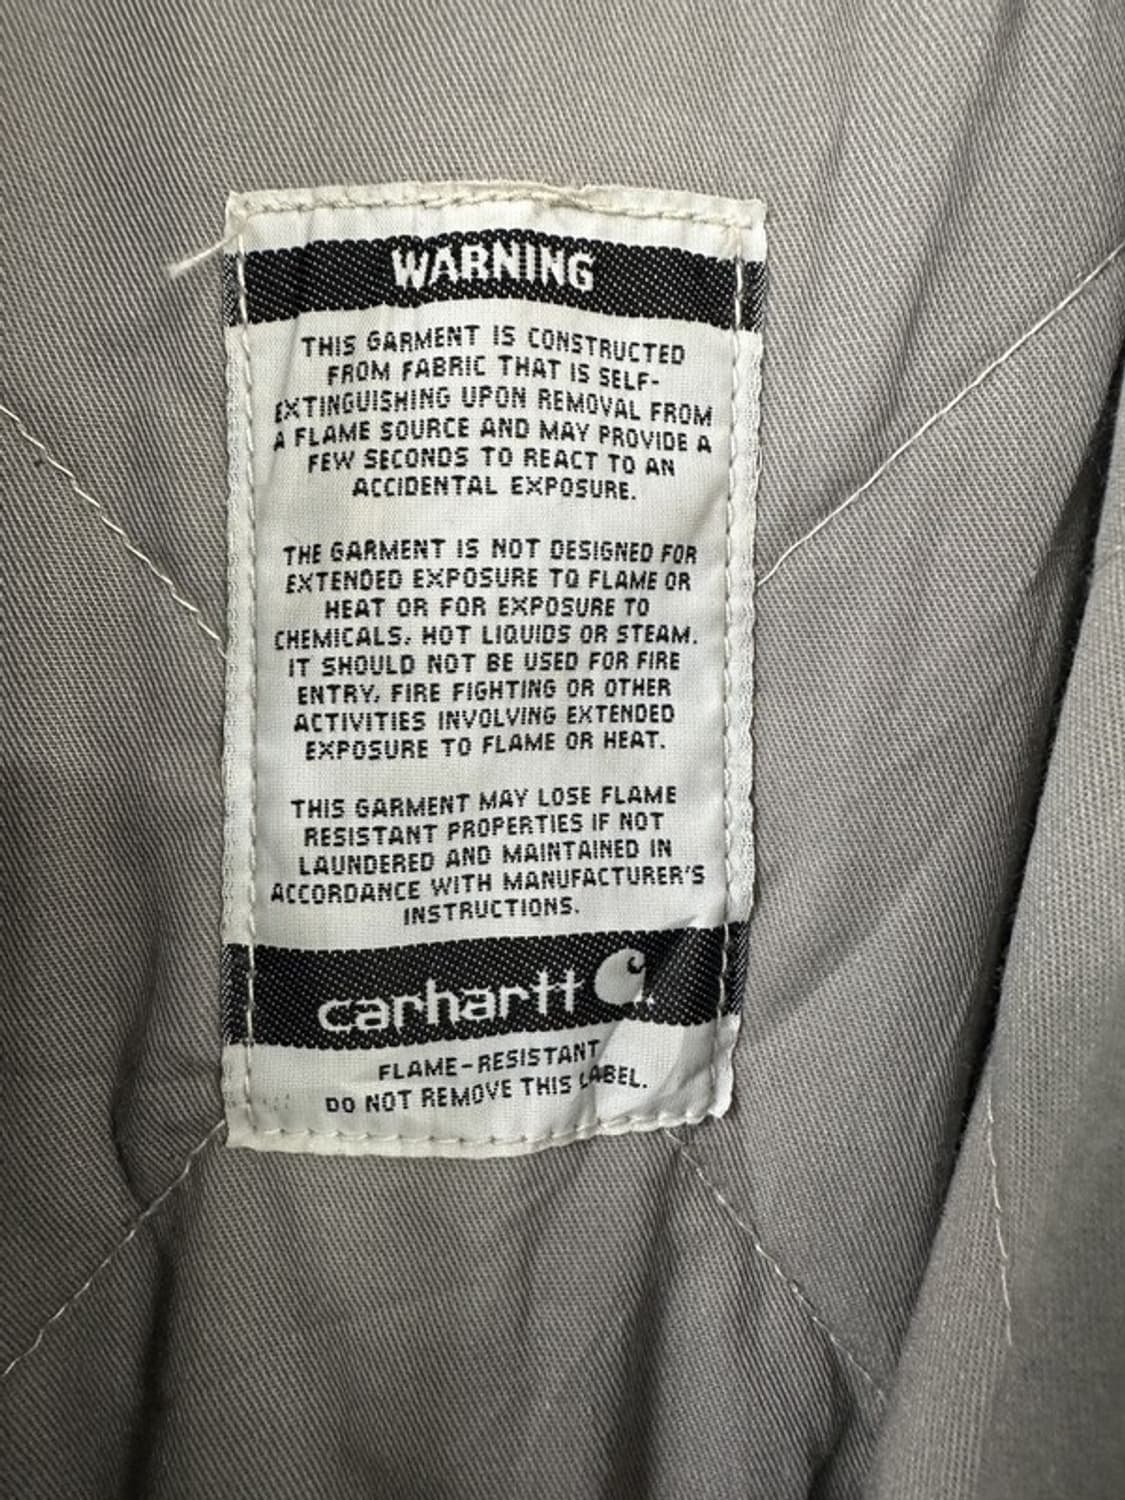 WARNING
THIS GARMENT IS CONSTRUCTED
FROM FABRIC THAT IS SELF-
EXTINGUISHING UPON REMOVAL FROM
A FLAME SOURCE AND MAY PROVIDE A
FEW SECONDS TO REACT TO AN
ACCIDENTAL EXPOSURE.
THE GARMENT IS NOT DESIGNED FOR
EXTENDED EXPOSURE TO FLAME OR
HEAT OR FOR EXPOSURE TO
CHEMICALS, HOT LIQUIDS OR STEAM.
IT SHOULD NOT BE USED FOR FIRE
ENTRY, FIRE FIGHTING OR OTHER
ACTIVITIES INVOLVING EXTENDED
EXPOSURE TO FLAME OR HEAT.
THIS GARMENT MAY LOSE FLAME
RESISTANT PROPERTIES IF NOT
LAUNDERED AND MAINTAINED IN
ACCORDANCE WITH MANUFACTURER'S
INSTRUCTIONS.
carhartt
FLAME-RESISTANT
DO NOT REMOVE THIS LABEL.